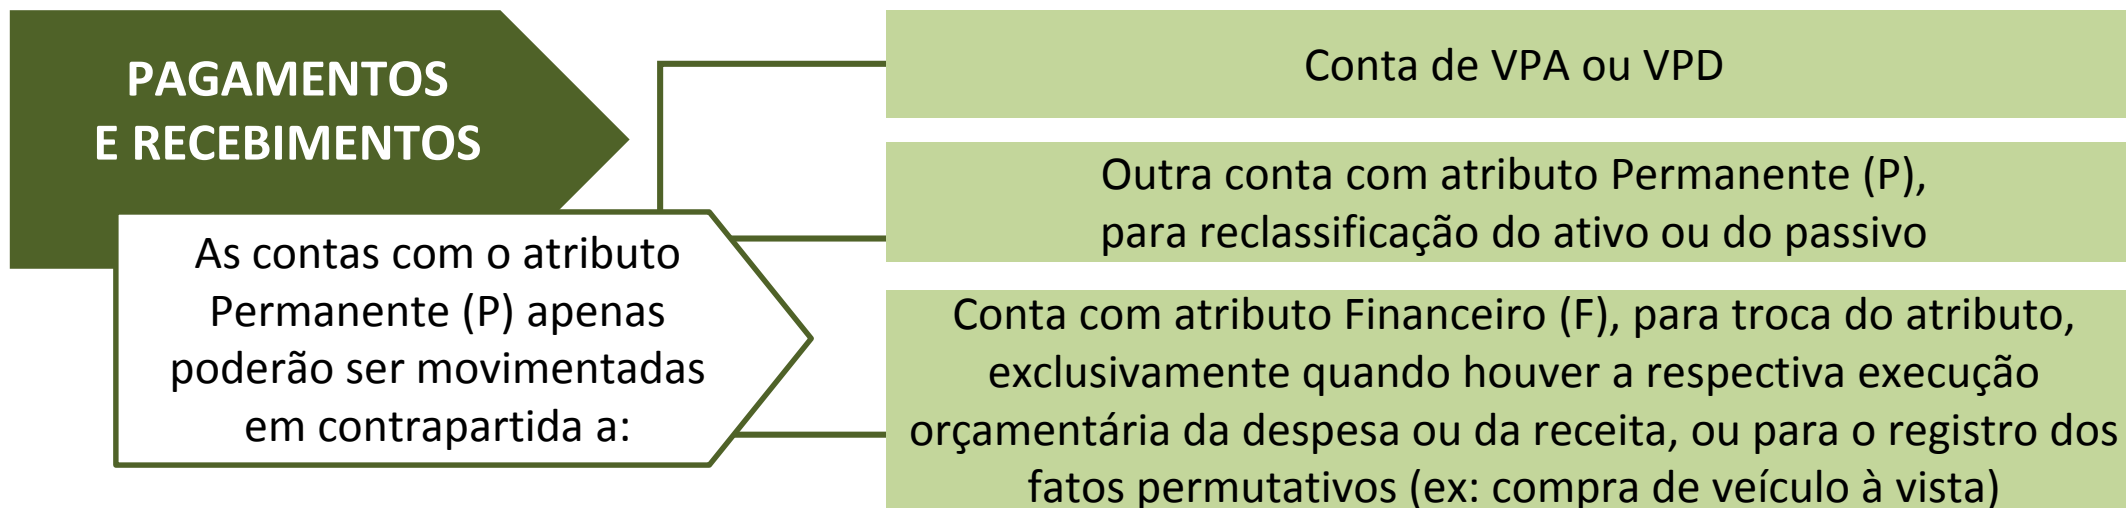 PAGAMENTOS
E RECEBIMENTOS
As contas com o atributo
Permanente (P) apenas
poderão ser movimentadas
em contrapartida a:
Conta de VPA ou VPD
Outra conta com atributo Permanente (P),
para reclassificação do ativo ou do passivo
Conta com atributo Financeiro (F), para troca do atributo,
exclusivamente quando houver a respectiva execução
orçamentária da despesa ou da receita, ou para o registro dos
fatos permutativos (ex: compra de veículo à vista)